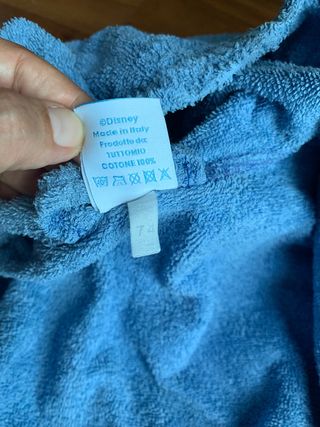 ©Disney
Made in Italy
Prodotto da:
TUTTOMIO
COTONE 100%